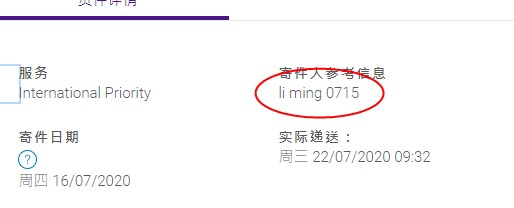 服务
International Priority
寄件人参考信息
li ming 0715
寄件日期
?
周四 16/07/2020
实际递送：
周三 22/07/2020 09:32